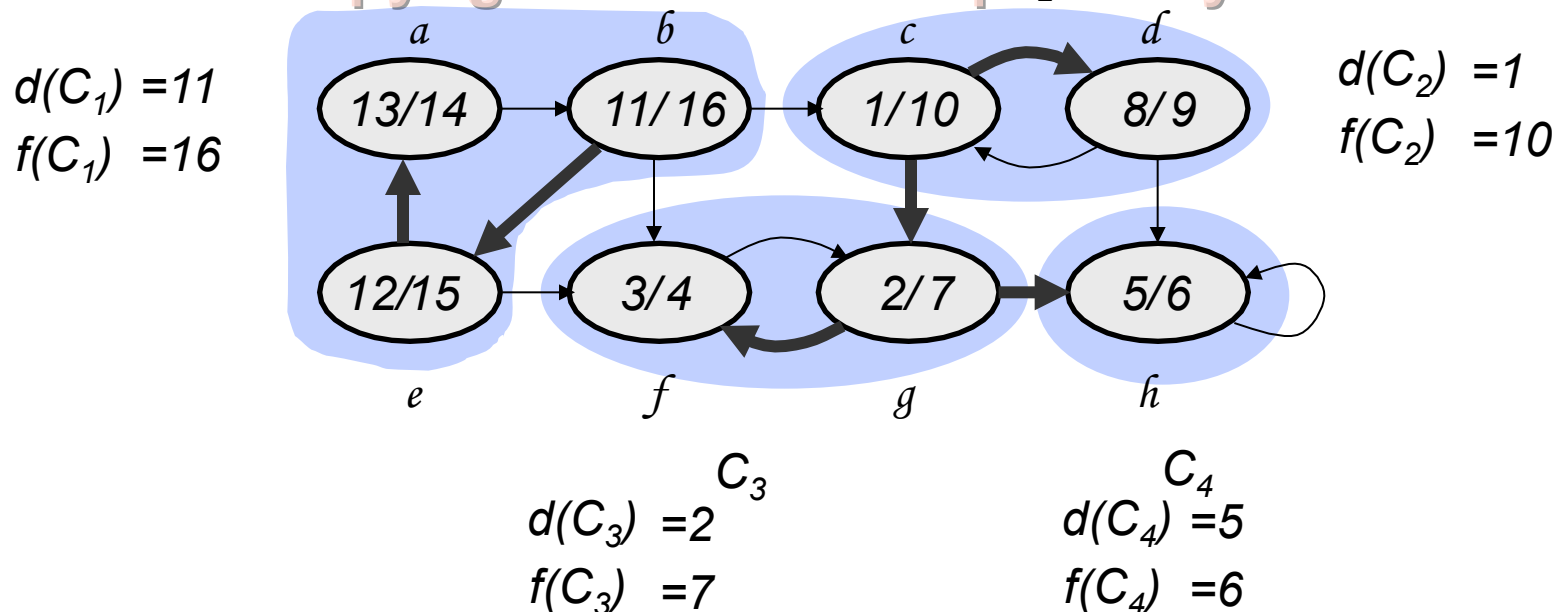 a b c d
d(C1) =11 13/14 11/ 16 1/10 8/ 9 d(C2) =1
f(C1) =16 f(C2) =10
12/15 3/ 4 2/ 7 5/6
e f g h
C3 C4
d(C3) =2 d(C4) =5
f(C3) =7 f(C4) =6